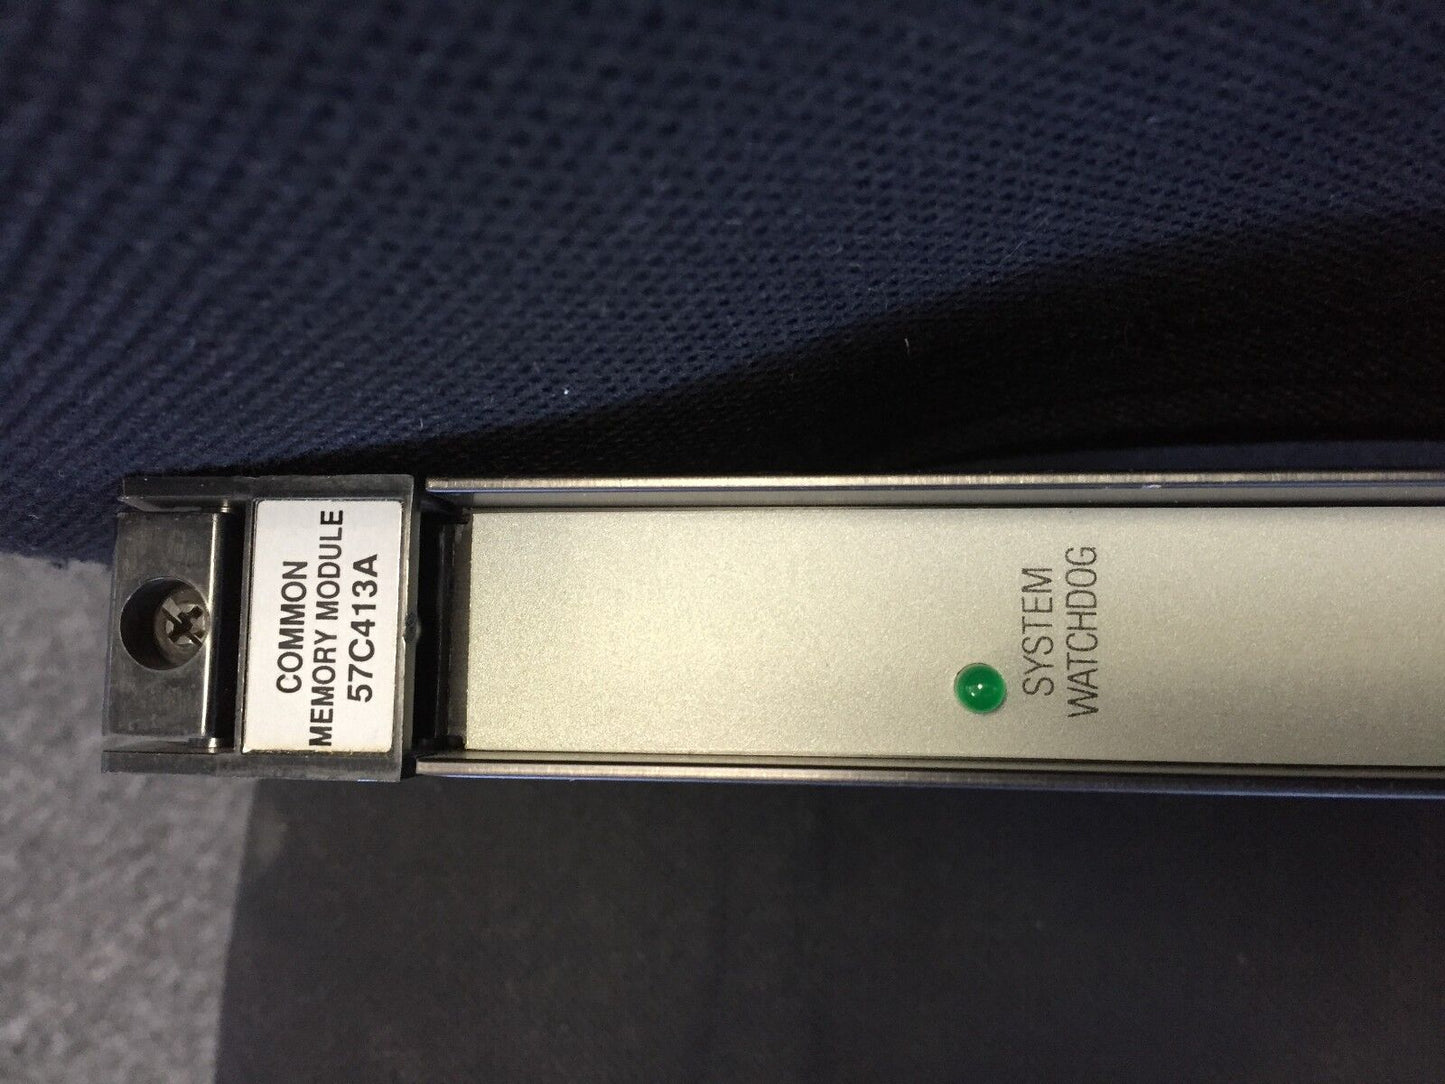 COMMON
MEMORY MODULE
57C413A
SYSTEM
WATCHDOG